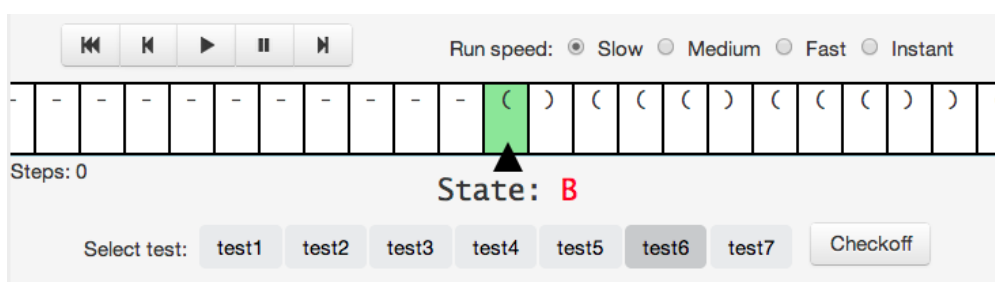 Run speed: Slow Medium Fast Instant
- - - - - - - - - - - ( ) ( ( ( ) ( ( ( ) )
Steps: 0
State: B
Select test: test1 test2 test3 test4 test5 test6 test7 Checkoff